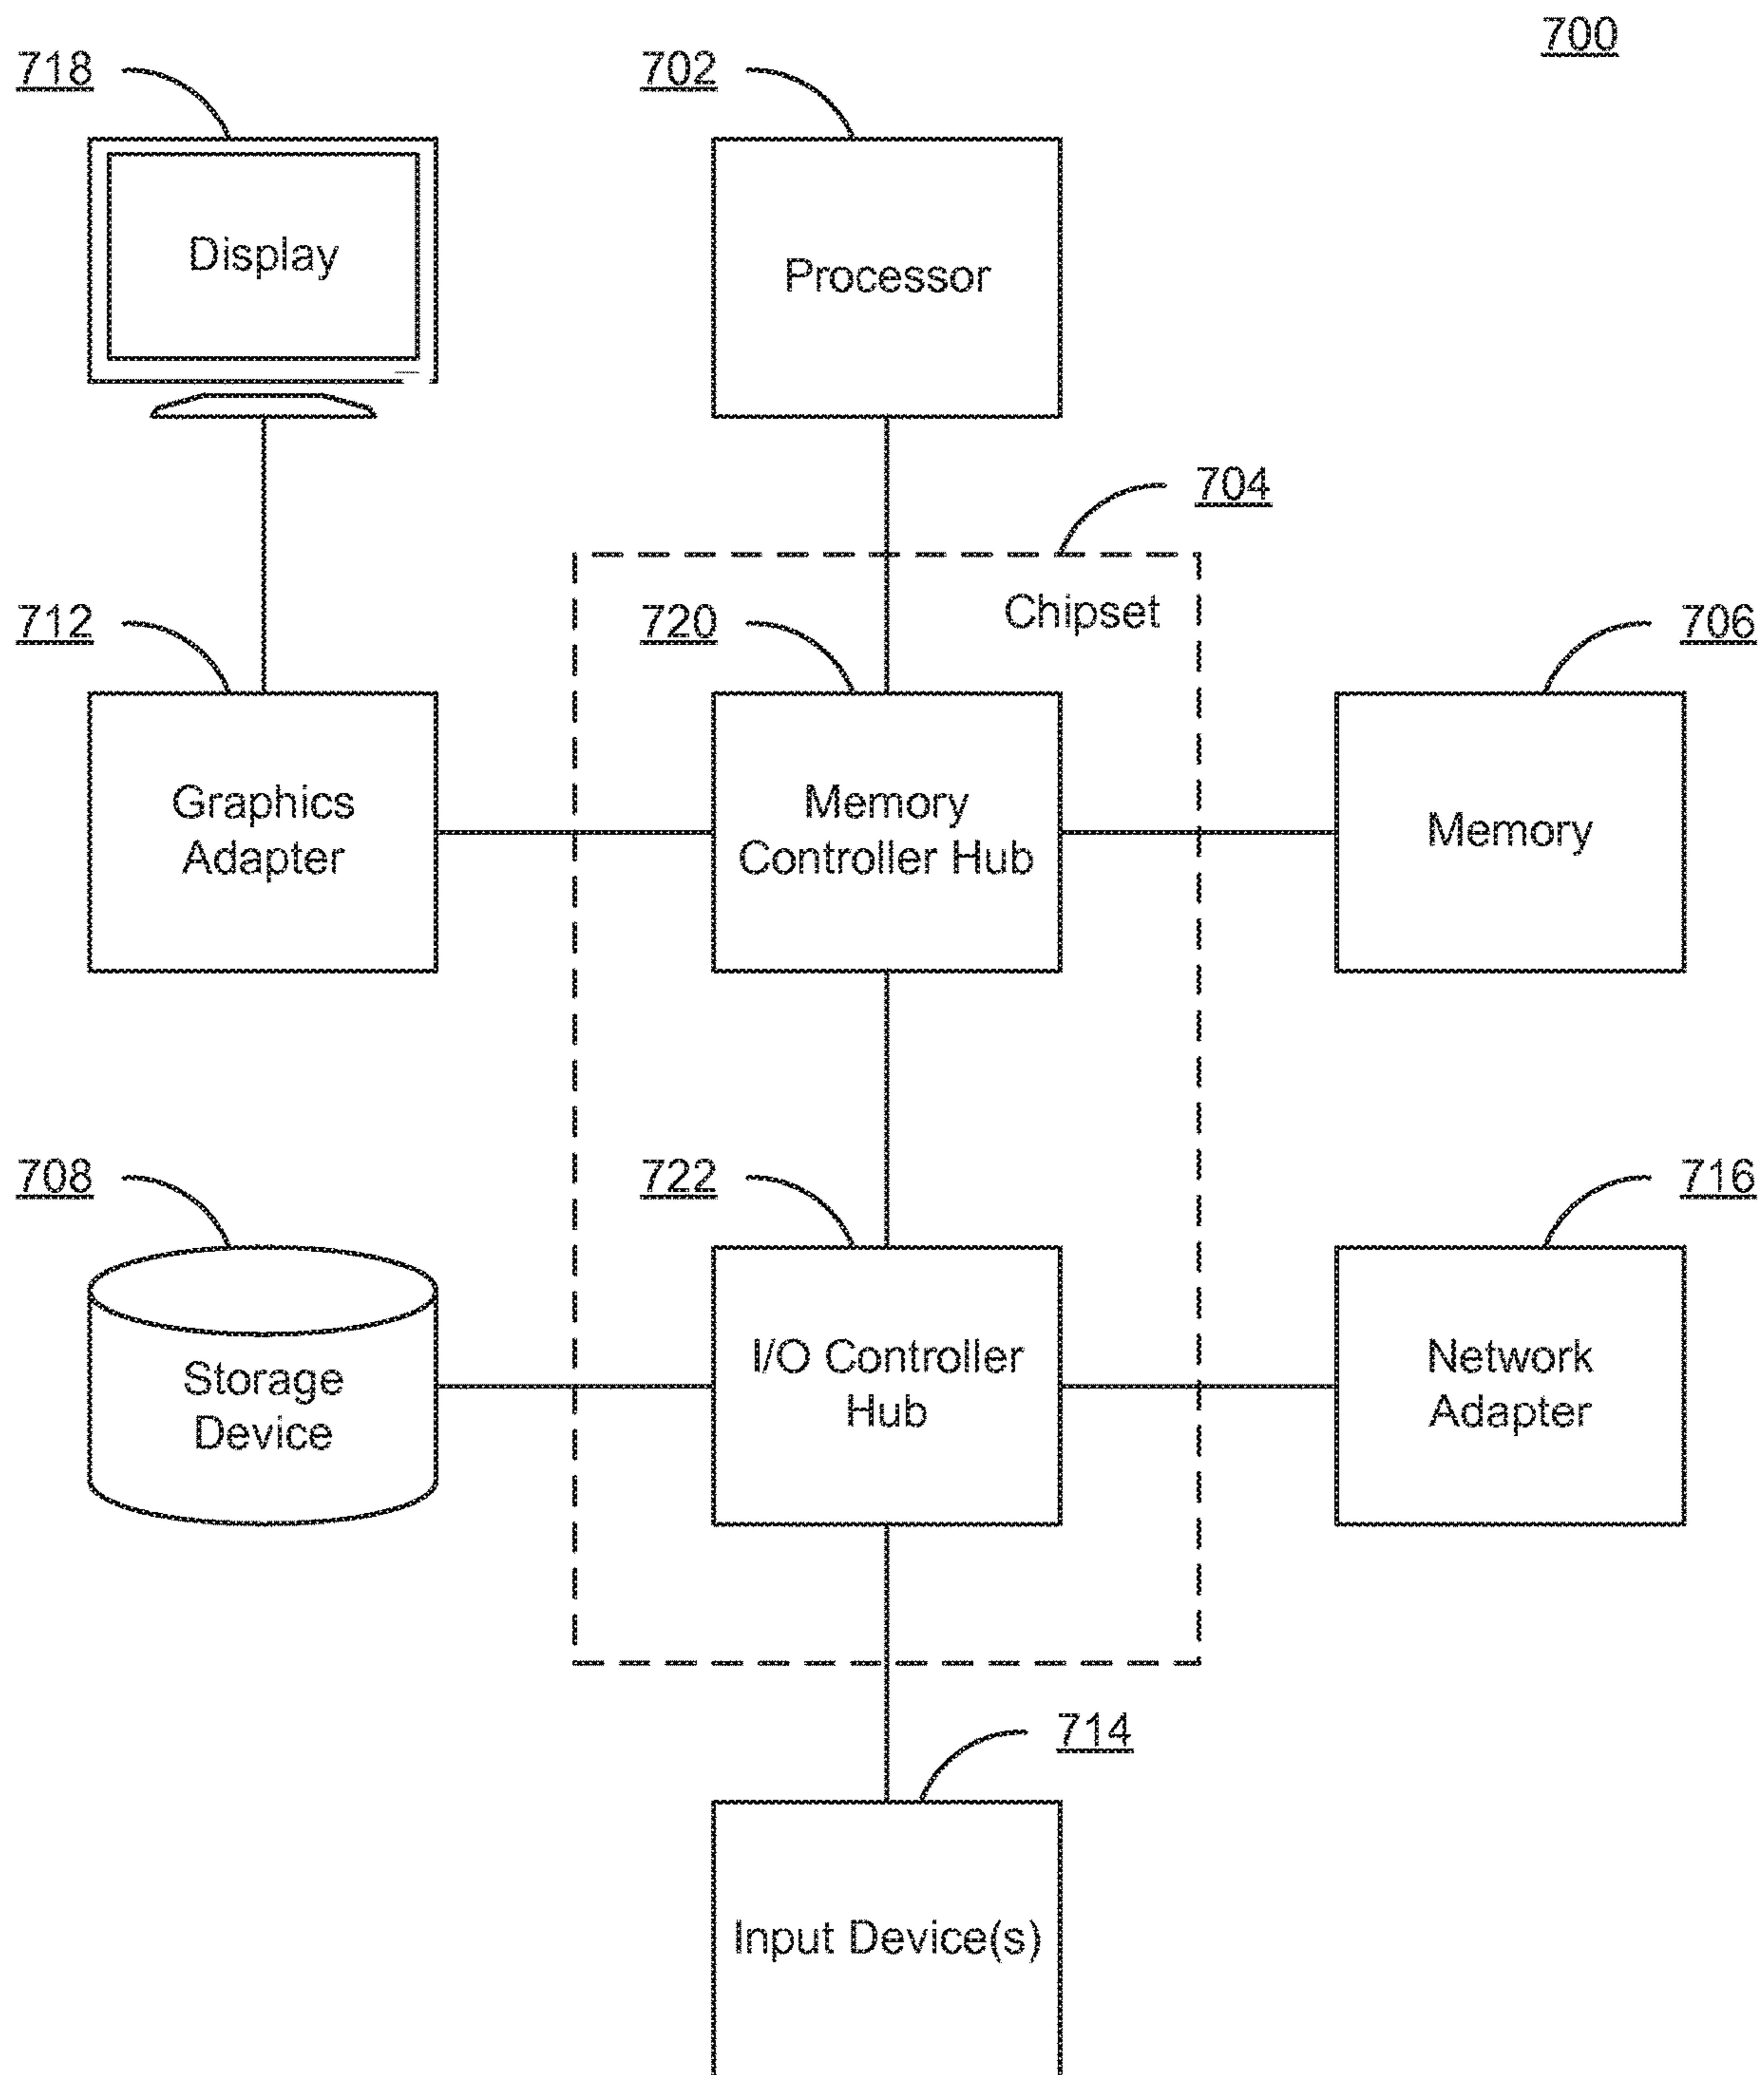 700
718
702
Display
Processor
704
Chipset
712
720
706
Graphics
Adapter
Memory
Controller Hub
Memory
708
722
716
Storage
Device
I/O Controller
Hub
Network
Adapter
714
Input Device(s)